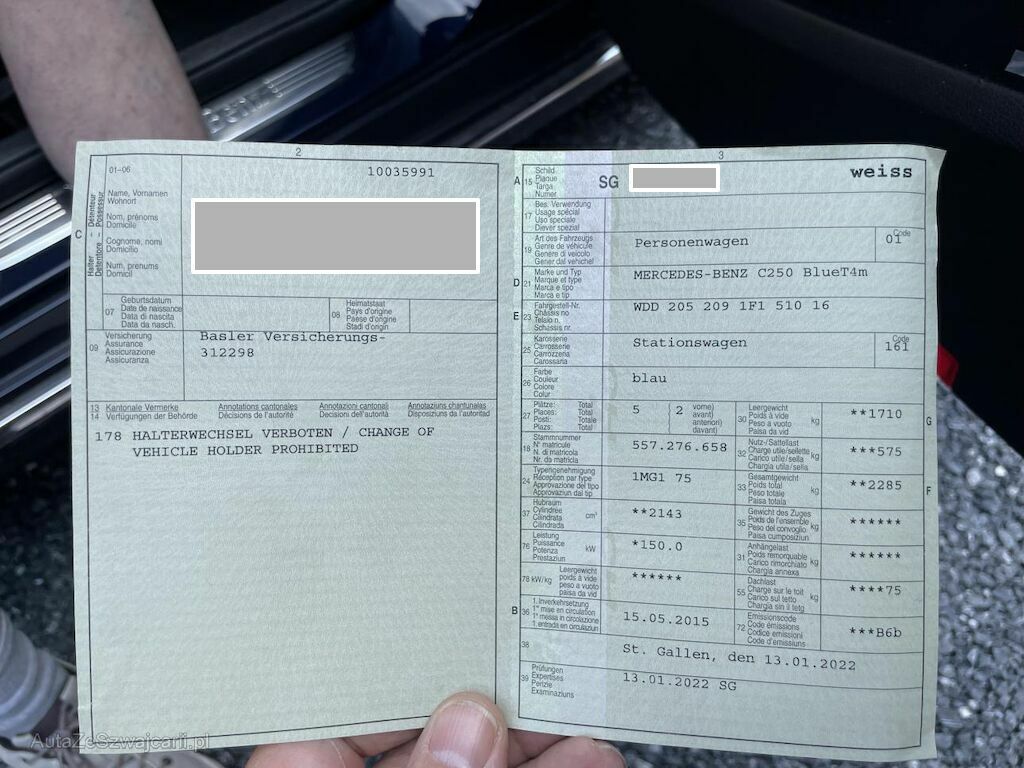 BENZ
2
01-06
10035991
C
Halter – Détenteur
Detentore – Possessur
Name, Vornamen
Wohnort
Nom, prénoms
Domicile
Cognome, nomi
Domicilio
Num, prenums
Domicil
07
Geburtsdatum
Date de naissance
Data di nascita
Data da nasch.
08
Heimatstaat
Pays d'origine
Paese d'origine
Stadi d'origin
09
Versicherung
Assurance
Assicurazione
Assicuranza
Basler Versicherungs-
312298
13 Kantonale Vermerke Annotations cantonales Annotazioni cantonali Annotaziuns chantunalas
14 Verfügungen der Behörde Décisions de l'autorité Decisioni dell'autorità Disposiziuns da l'autoritad
178 HALTERWECHSEL VERBOTEN / CHANGE OF
VEHICLE HOLDER PROHIBITED
3
A 15
Schild
Plaque
Targa
Numer
SG
weiss
17
Bes. Verwendung
Usage spécial
Uso speciale
Diever spezial
19
Art des Fahrzeugs
Genre de véhicule
Genere di veicolo
Gener dal vehichel
Personenwagen
Code
01
D 21
Marke und Typ
Marque et type
Marca e tipo
Marca e tip
MERCEDES-BENZ C250 BlueT4m
E 23
Fahrgestell-Nr.
Châssis no
Telaio n.
Schassis nr.
WDD 205 209 1F1 510 16
25
Karosserie
Carrosserie
Carrozzeria
Carossaria
Stationswagen
Code
161
26
Farbe
Couleur
Colore
Colur
blau
27
Plätze: Total
Places: Total
Posti: Totale
Plazs: Total
5 ( 2
vorne)
avant)
anteriori)
davant)
30
Leergewicht
Poids à vide
Peso a vuoto
Paisa da vid
kg
**1710
G
18
Stammnummer
N° matricule
N. di matricola
Nr. da matricla
557.276.658
32
Nutz-/Sattellast
Charge utile/sellette
Carico utile/sella
Chargia utila/sella
kg
***575
24
Typengenehmigung
Réception par type
Approvazione del tipo
Approvaziun dal tip
1MG1 75
33
Gesamtgewicht
Poids total
Peso totale
Paisa totala
kg
**2285
F
37
Hubraum
Cylindrée
Cilindrata
Cilindrada
cm³
**2143
35
Gewicht des Zuges
Poids de l'ensemble
Peso del convoglio
Paisa cumposiziun
kg
******
76
Leistung
Puissance
Potenza
Prestaziun
kW
*150.0
31
Anhängelast
Poids remorquable
Carico rimorchiato
Chargia annexa
kg
******
78 kW/kg
Leergewicht
poids à vide
peso a vuoto
paisa da vid
******
55
Dachlast
Charge sur le toit
Carico sul tetto
Chargia sin il tetg
kg
****75
B 36
1. Inverkehrsetzung
1re mise en circulation
1a messa in circolazione
1. entrada en circulaziun
15.05.2015
72
Emissionscode
Code émissions
Codice emissioni
Code d'emissiuns
***B6b
38
St. Gallen, den 13.01.2022
39
Prüfungen
Expertises
Perizie
Examinaziuns
13.01.2022 SG
AutaZeSzwajcarii.pl